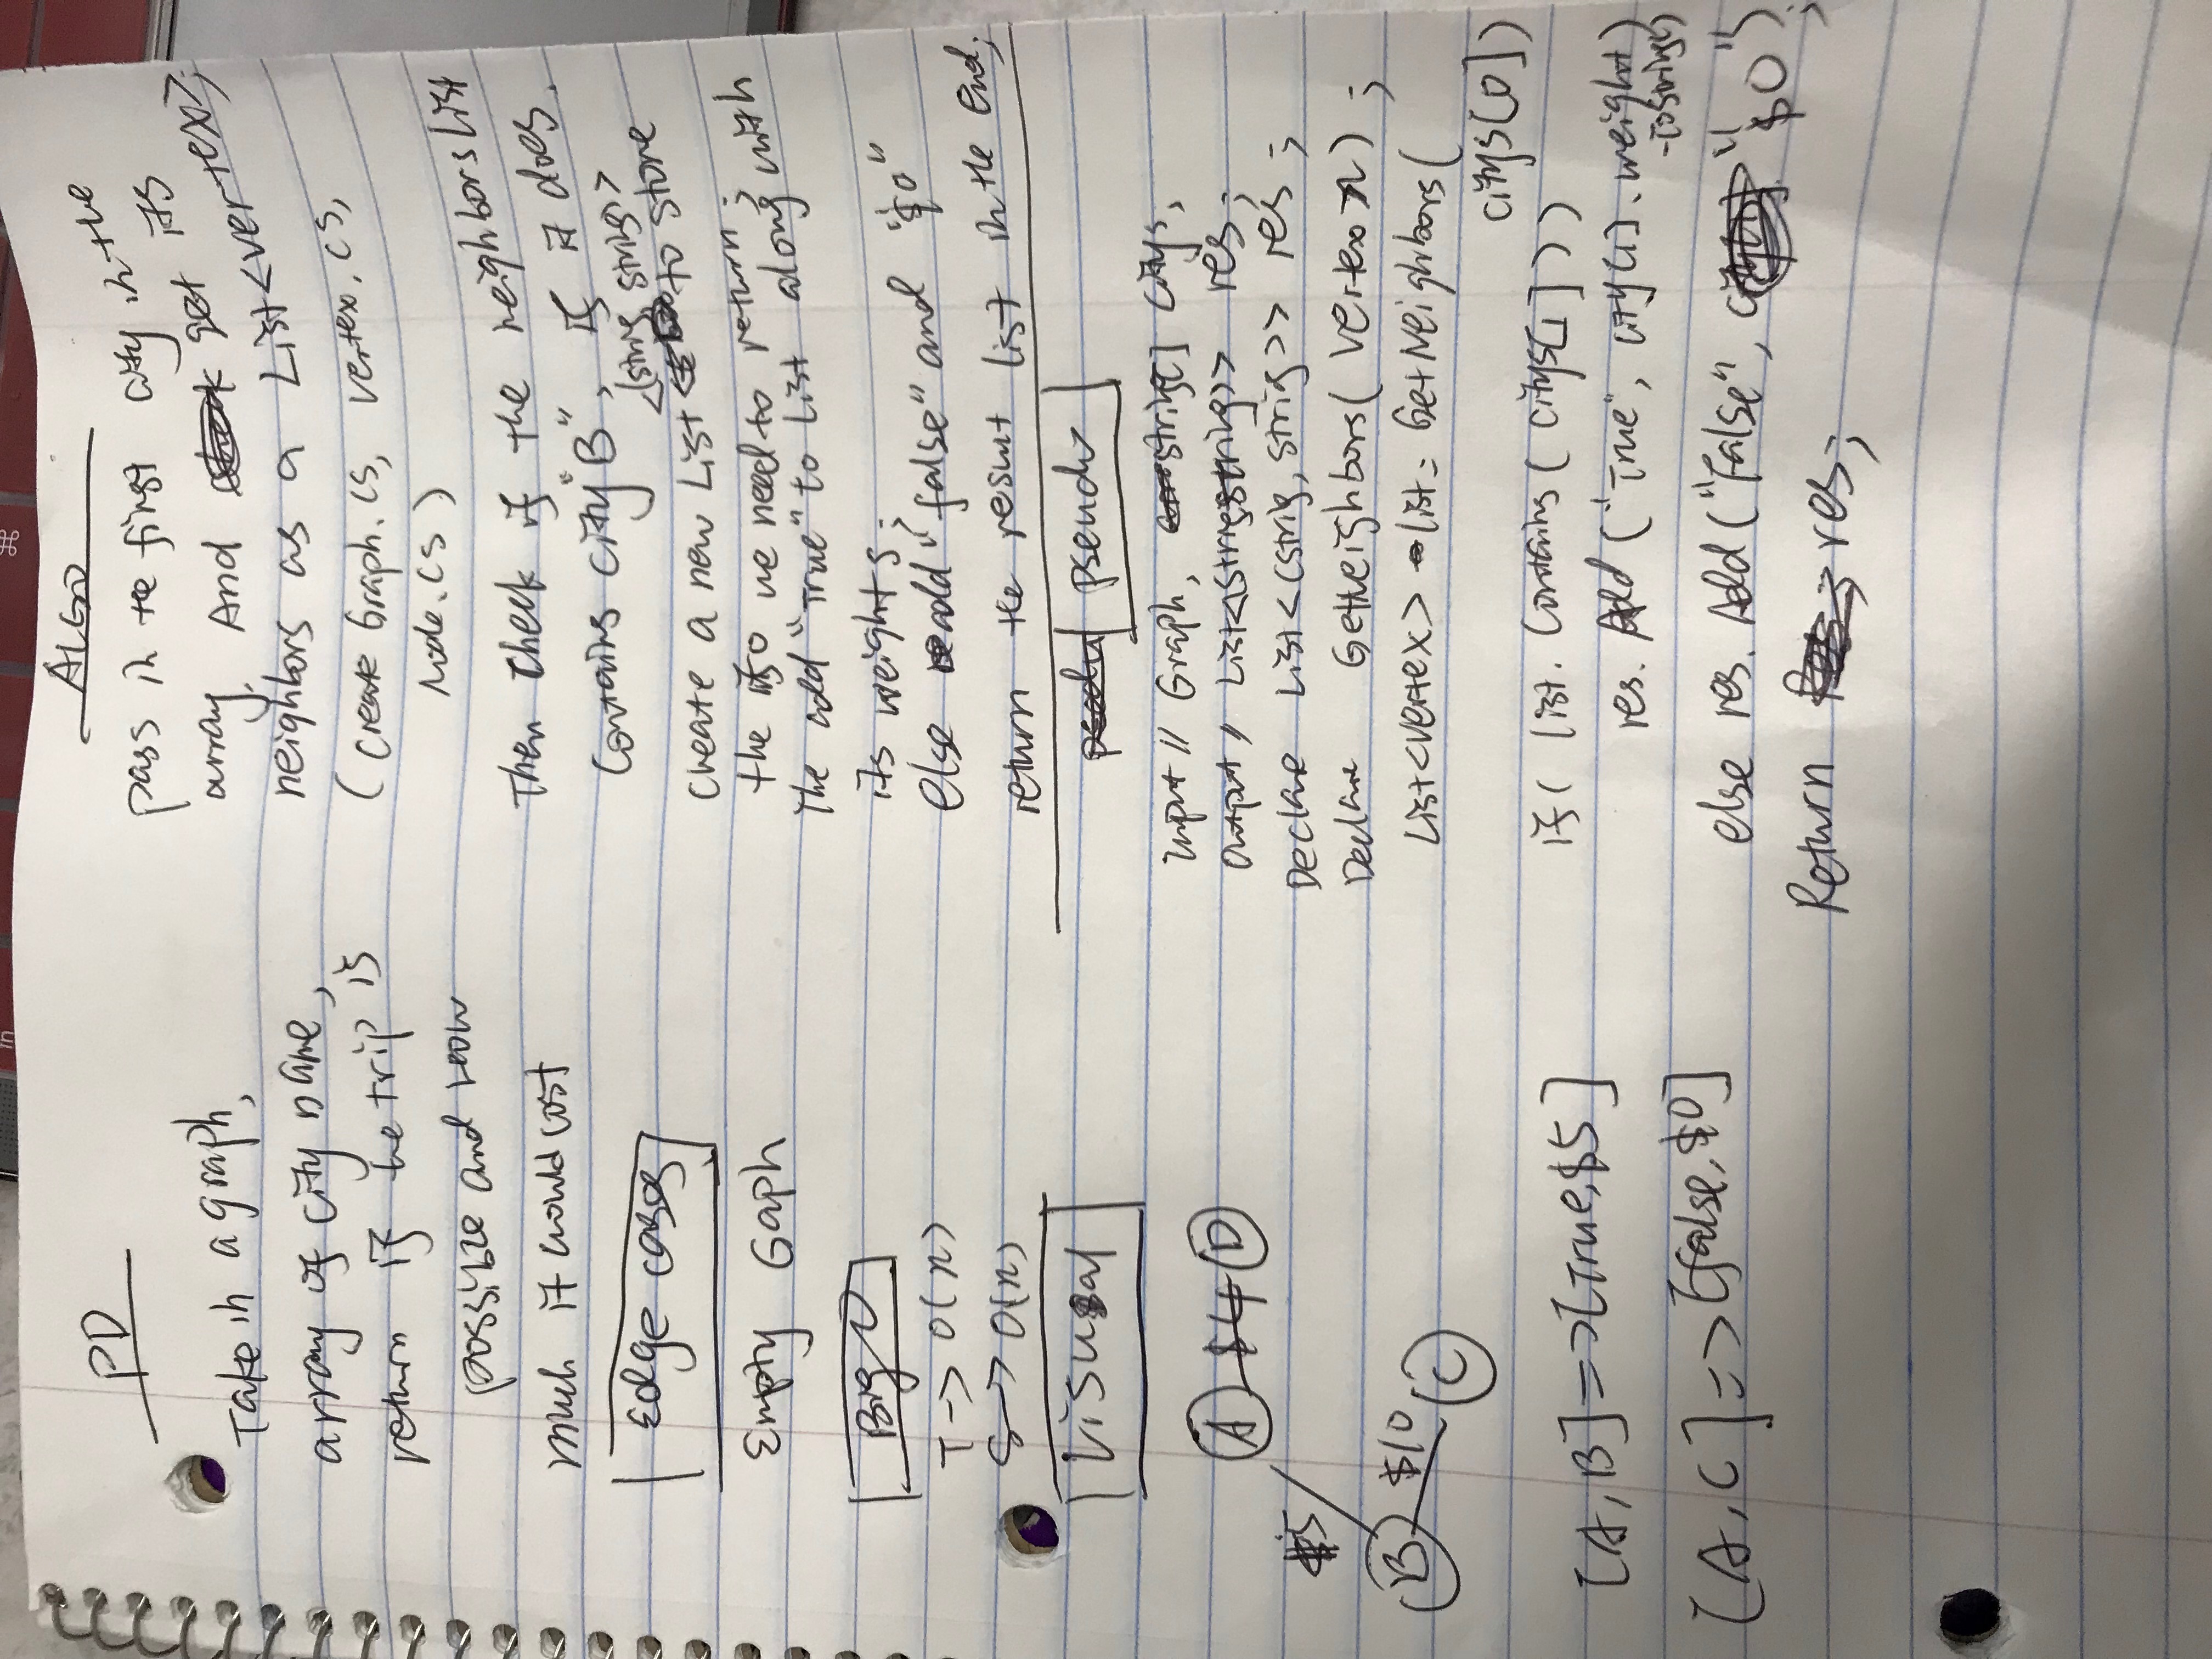 PD
Take in a graph,
array of city name,
return if the trip is
possible and how
much it would cost
Edge cases
Empty Gaph
Big O
T -> O(n)
S -> O(n)
Visual
A $4 D
$5
B $10
C
[A, B] => [True, $5]
[A, C] => [false, $0]
ALGO
pass in the first city in the
array. And get its
neighbors as a List<vertex>;
(create Graph.cs, vertex.cs,
Node.cs)
Then check if the neighbors list
contains city "B", if it does.
<(string, string)>
create a new List to store
the ifo we need to return;
The add "True" to list along with
its weights;
else add "false" and "$0"
return the result list in the end;
pseudo
Input // Graph, string[] citys,
Output // List<(string string)> res;
Declare List<(strig, strig)> res;
Declare GetNeighbors(Vertex n);
List<vertex> list = GetNeighbors(
citys[0])
if( list. Contains ( citys[1] ))
res. Add ("True", city[1].weight)
.ToString()
else res. Add ("False", "$0");
Return res;